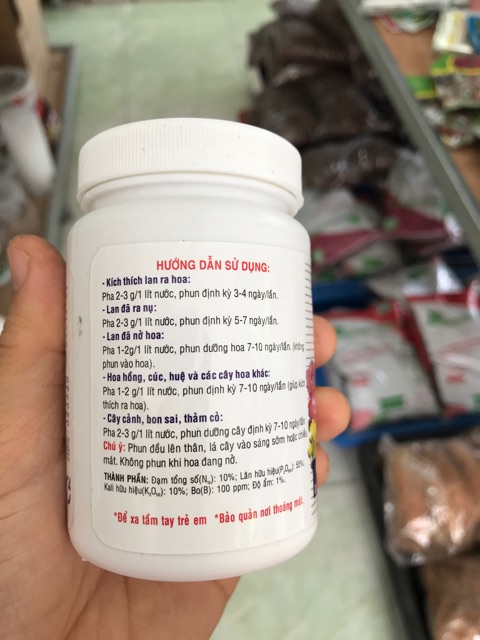 HƯỚNG DẪN SỬ DỤNG:
- Kích thích lan ra hoa:
Pha 2-3 g/1 lít nước, phun định kỳ 3-4 ngày/lần.
- Lan đã ra nụ:
Pha 2-3 g/1 lít nước, phun định kỳ 5-7 ngày/lần.
- Lan đã nở hoa:
Pha 1-2g/1 lít nước, phun dưỡng hoa 7-10 ngày/lần. (không
phun vào hoa).
- Hoa hồng, cúc, huệ và các cây hoa khác:
Pha 1-2 g/1 lít nước, phun định kỳ 7-10 ngày/lần (giúp kích
thích ra hoa).
- Cây cảnh, bon sai, thảm cỏ:
Pha 2-3 g/1 lít nước, phun dưỡng cây định kỳ 7-10 ngày/lần
Chú ý: Phun đều lên thân, lá cây vào sáng sớm hoặc chiều
mát. Không phun khi hoa đang nở.
THÀNH PHẦN: Đạm tổng số(Nts): 10%; Lân hữu hiệu(P2O5hh): 55%;
Kali hữu hiệu(K2Ohh): 10%; Bo(B): 100 ppm; Độ ẩm: 1%.
*Để xa tầm tay trẻ em *Bảo quản nơi thoáng mát.